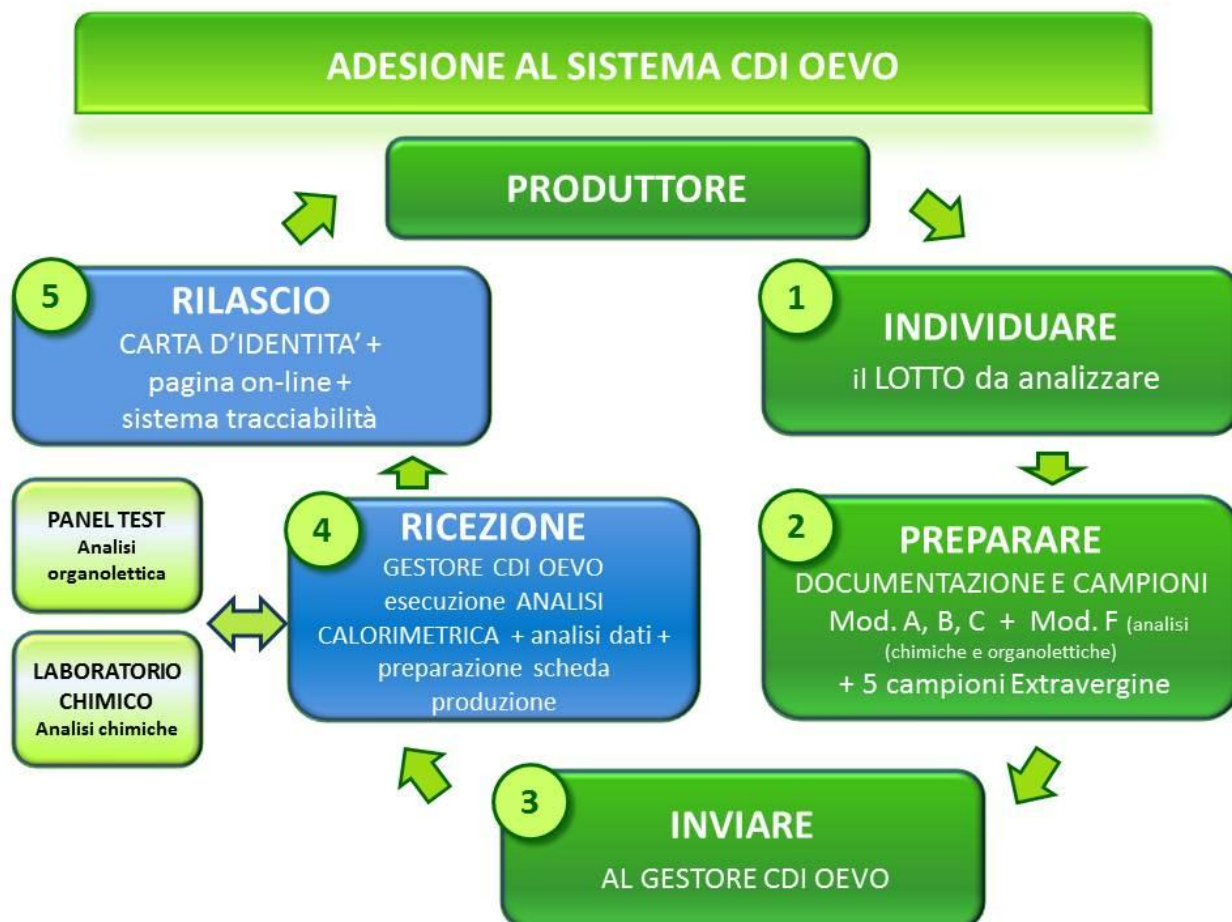 ADESIONE AL SISTEMA CDI OEVO
PRODUTTORE
1
INDIVIDUARE
il LOTTO da analizzare
2
PREPARARE
DOCUMENTAZIONE E CAMPIONI
Mod. A, B, C + Mod. F (analisi
(chimiche e organolettiche)
+ 5 campioni Extravergine
3
INVIARE
AL GESTORE CDI OEVO
4
RICEZIONE
GESTORE CDI OEVO
esecuzione ANALISI
CALORIMETRICA + analisi dati +
preparazione scheda
produzione
PANEL TEST
Analisi
organolettica
LABORATORIO
CHIMICO
Analisi chimiche
5
RILASCIO
CARTA D'IDENTITA' +
pagina on-line +
sistema tracciabilità